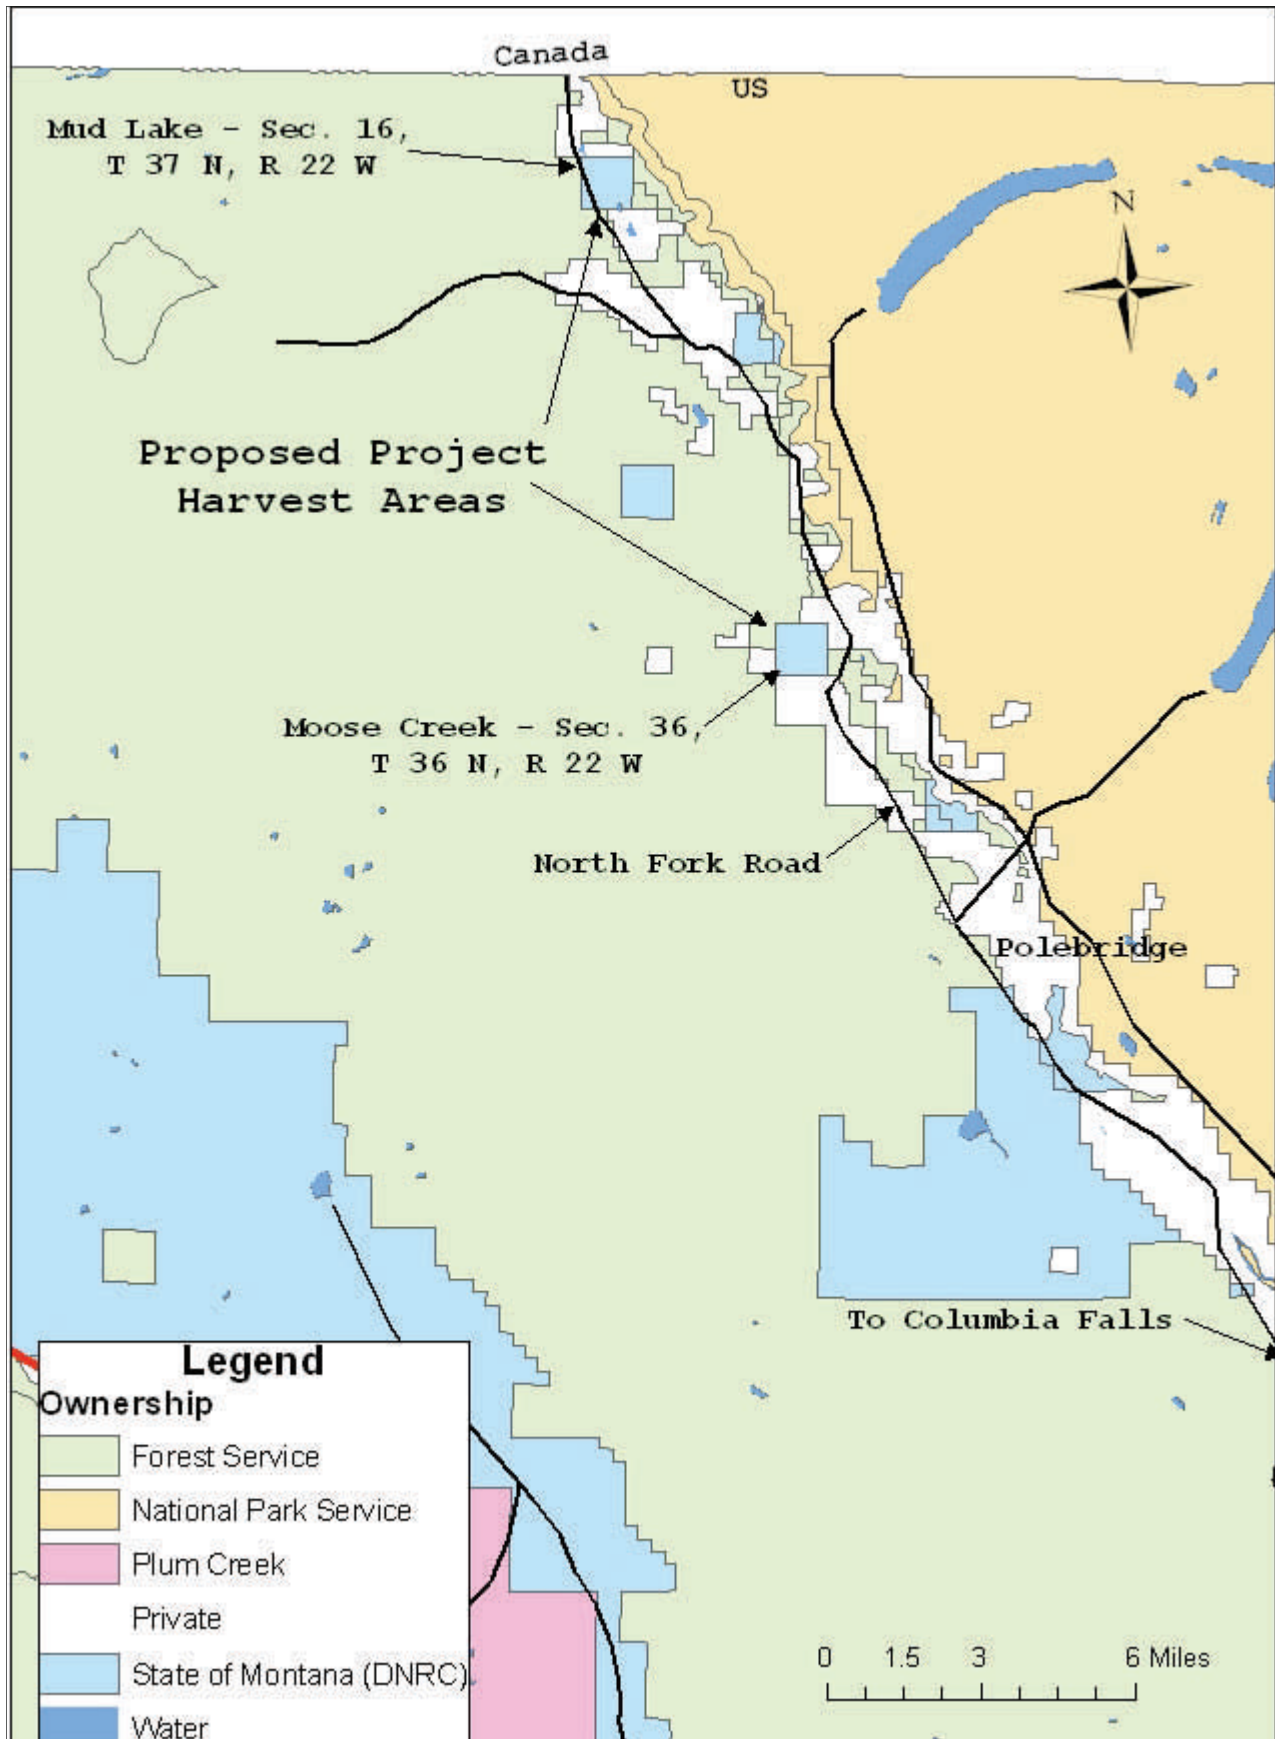 Canada
US
Mud Lake - Sec. 16,
T 37 N, R 22 W
N
Proposed Project
Harvest Areas
Moose Creek - Sec. 36,
T 36 N, R 22 W
North Fork Road
Polebridge
To Columbia Falls
Legend
Ownership
Forest Service
National Park Service
Plum Creek
Private
State of Montana (DNRC)
Water
0 1.5 3 6 Miles